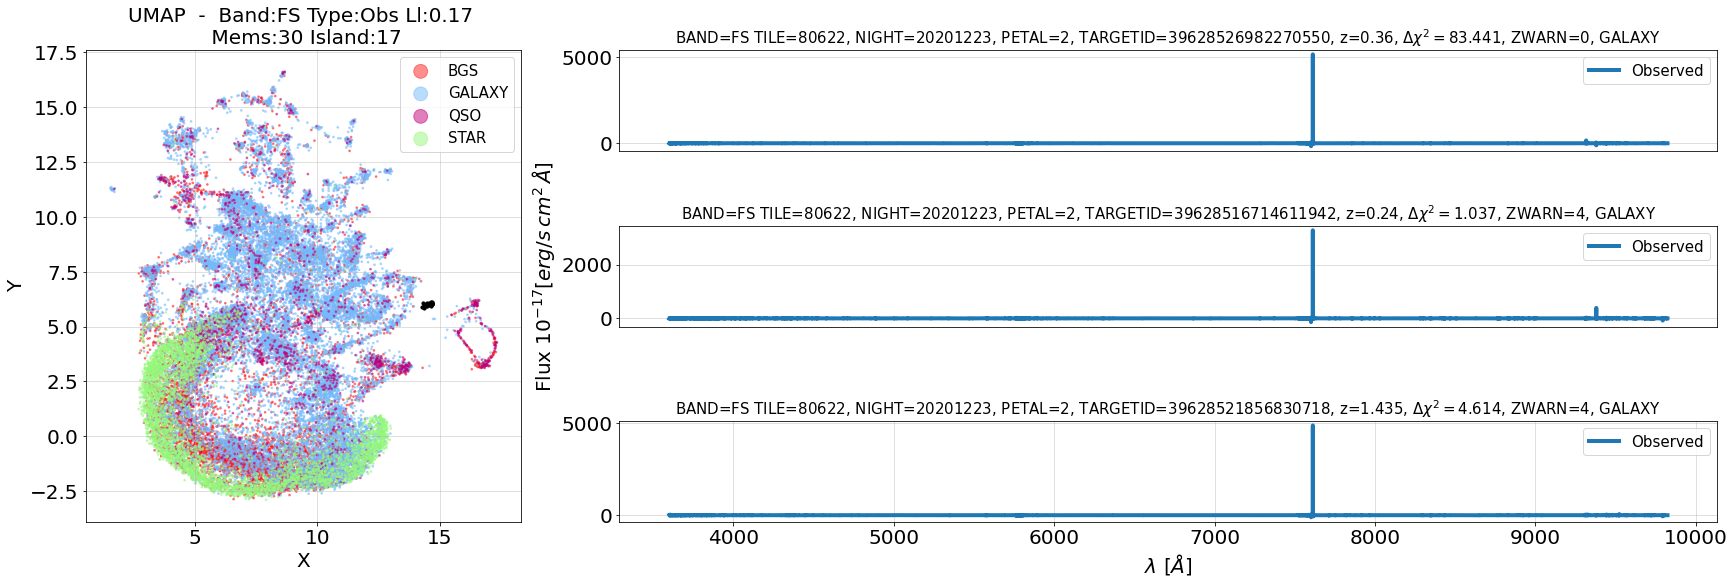 UMAP  -  Band:FS Type:Obs Ll:0.17
Mems:30 Island:17
17.5
15.0
12.5
10.0
7.5
5.0
2.5
0.0
−2.5
Y
BGS
GALAXY
QSO
STAR
5
10
15
X
BAND=FS TILE=80622, NIGHT=20201223, PETAL=2, TARGETID=39628526982270550, z=0.36, Δχ² = 83.441, ZWARN=0, GALAXY
5000
0
Observed
BAND=FS TILE=80622, NIGHT=20201223, PETAL=2, TARGETID=39628516714611942, z=0.24, Δχ² = 1.037, ZWARN=4, GALAXY
2000
0
Observed
Flux 10⁻¹⁷[erg/s cm² Å]
BAND=FS TILE=80622, NIGHT=20201223, PETAL=2, TARGETID=39628521856830718, z=1.435, Δχ² = 4.614, ZWARN=4, GALAXY
5000
0
Observed
4000
5000
6000
7000
8000
9000
10000
λ [Å]